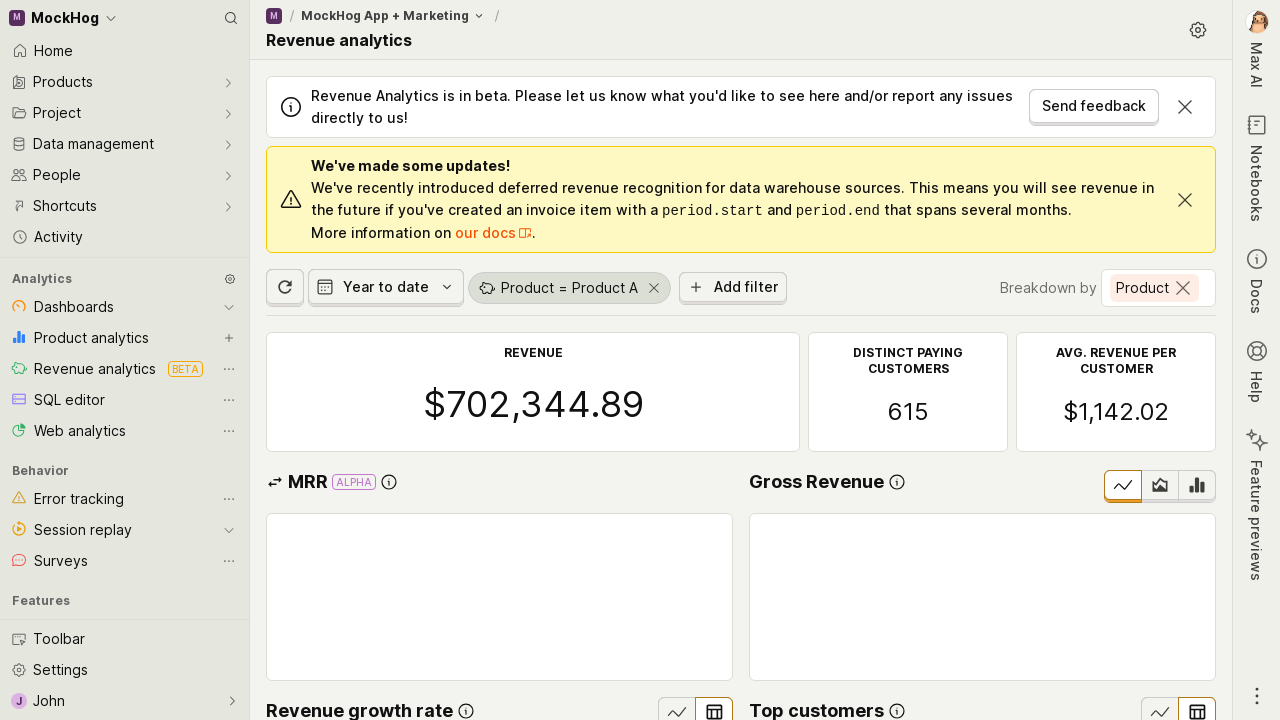 M MockHog
Home
Products
Project
Data management
People
Shortcuts
Activity
Analytics
Dashboards
Product analytics
Revenue analytics BETA
SQL editor
Web analytics
Behavior
Error tracking
Session replay
Surveys
Features
Toolbar
Settings
J John
M / MockHog App + Marketing /
Revenue analytics
Revenue Analytics is in beta. Please let us know what you'd like to see here and/or report any issues
directly to us!
Send feedback
We've made some updates!
We've recently introduced deferred revenue recognition for data warehouse sources. This means you will see revenue in
the future if you've created an invoice item with a period.start and period.end that spans several months.
More information on our docs.
Year to date
Product = Product A
Add filter
Breakdown by
Product
REVENUE
$702,344.89
DISTINCT PAYING
CUSTOMERS
615
AVG. REVENUE PER
CUSTOMER
$1,142.02
MRR ALPHA
Gross Revenue
Revenue growth rate
Top customers
Max AI
Notebooks
Docs
Help
Feature previews